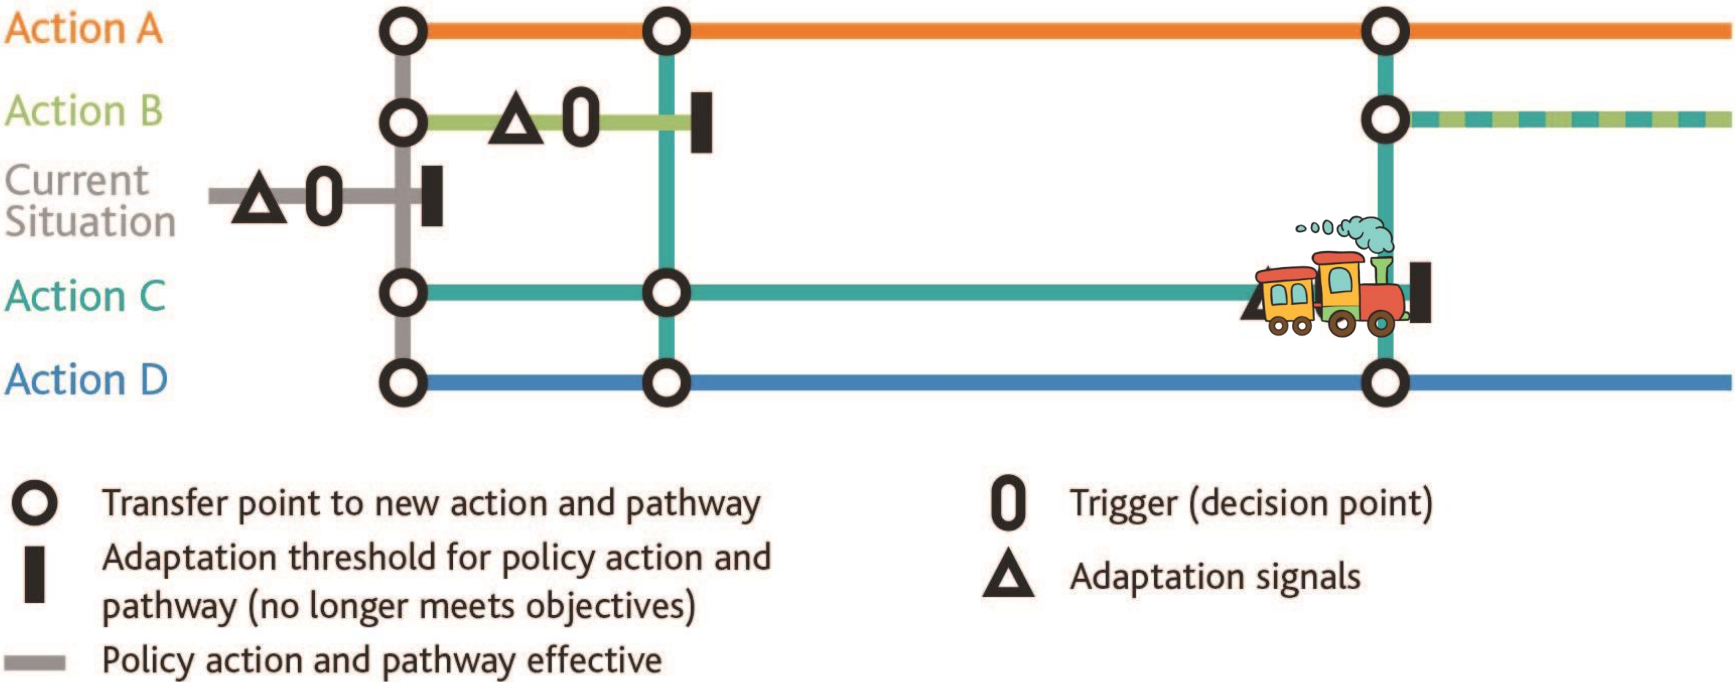 Action A
Action B
Current
Situation
Action C
Action D
Transfer point to new action and pathway
Adaptation threshold for policy action and
pathway (no longer meets objectives)
Policy action and pathway effective
Trigger (decision point)
Adaptation signals